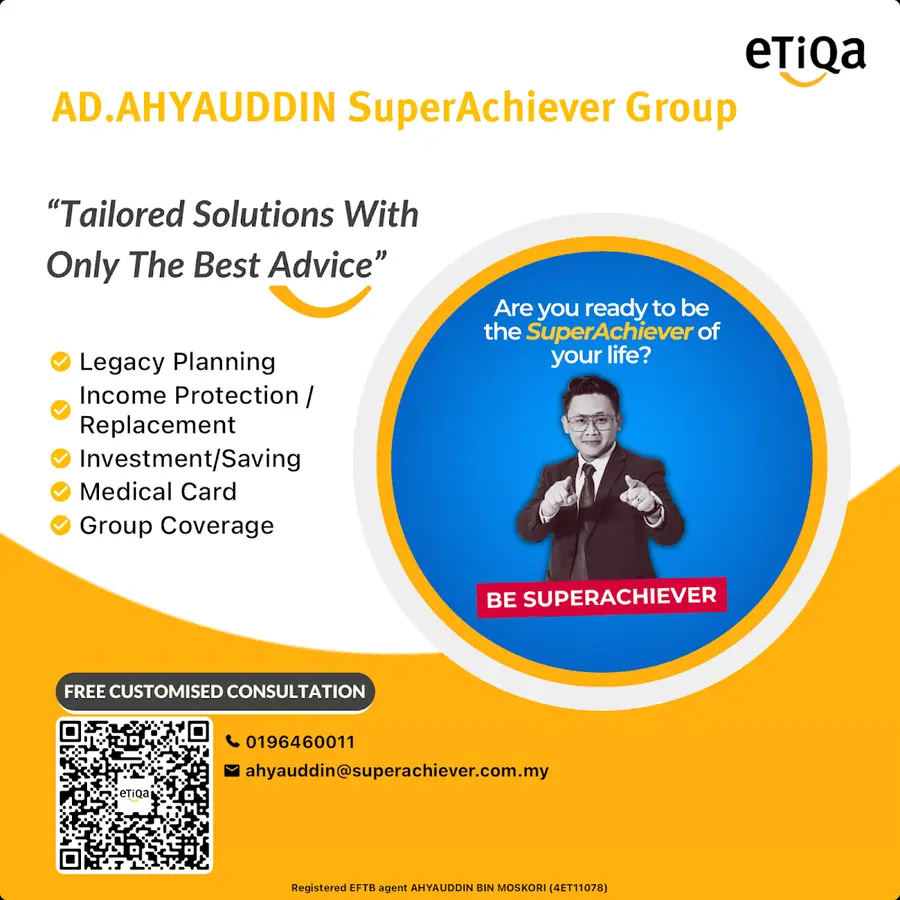 eTiQa
AD.AHYAUDDIN SuperAchiever Group
“Tailored Solutions With
Only The Best Advice”
Are you ready to be
the SuperAchiever of
your life?
Legacy Planning
Income Protection /
Replacement
Investment/Saving
Medical Card
Group Coverage
BE SUPERACHIEVER
FREE CUSTOMISED CONSULTATION
eTiQa
0196460011
ahyauddin@superachiever.com.my
Registered EFTB agent AHYAUDDIN BIN MOSKORI (4ET11078)